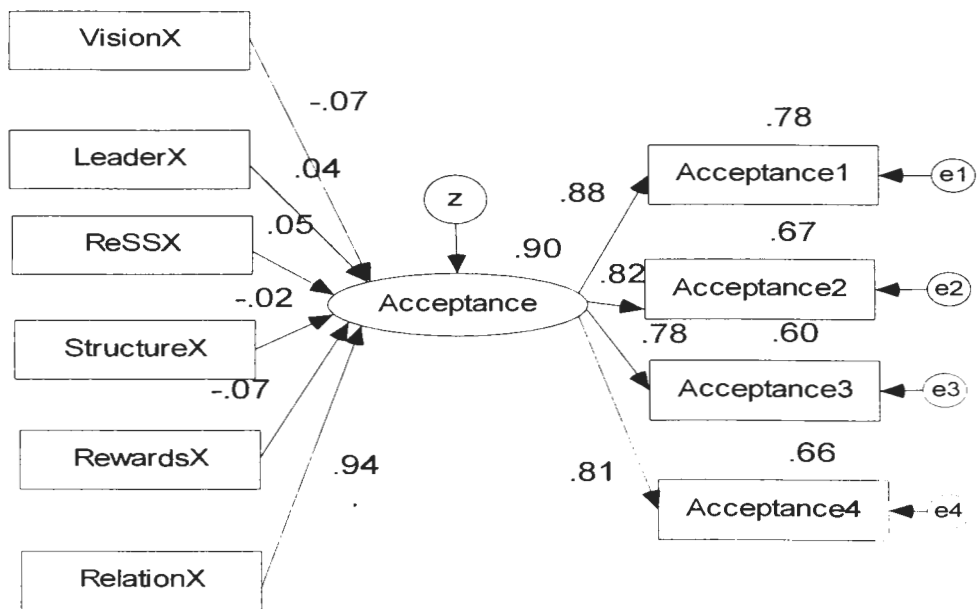 VisionX
-.07
.78
LeaderX
.04
Acceptance1
e1
z
.88
.05
ReSSX
.90
.67
.82
Acceptance2
e2
-.02
Acceptance
StructureX
.78
.60
Acceptance3
e3
-.07
RewardsX
.94
.66
.81
Acceptance4
e4
RelationX